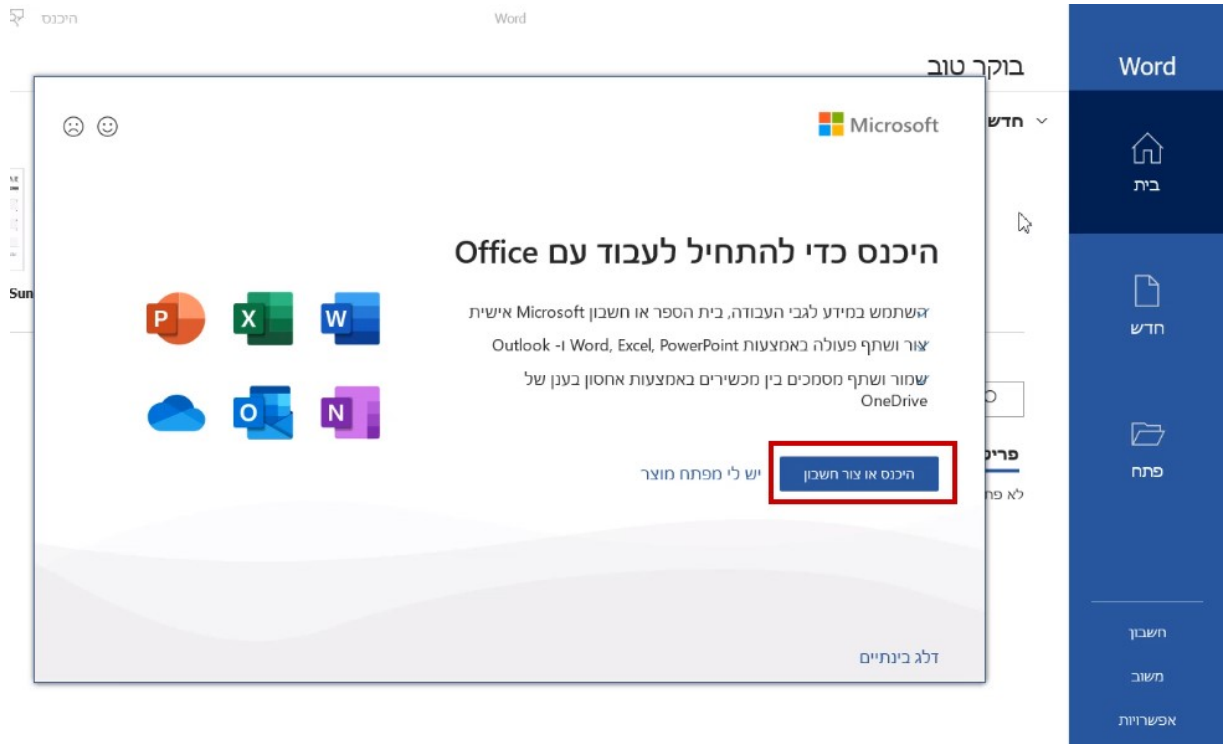 Word
היכנס
Word
בוקר טוב
חדש
Microsoft
היכנס כדי להתחיל לעבוד עם Office
השתמש במידע לגבי העבודה, בית הספר או חשבון Microsoft אישית
צור ושתף פעולה באמצעות Word, Excel, PowerPoint ו- Outlook
שמור ושתף מסמכים בין מכשירים באמצעות אחסון בענן של
OneDrive
P X W
O N
היכנס או צור חשבון
יש לי מפתח מוצר
דלג בינתיים
Sun
לא
בית
חדש
פתח
חשבון
משוב
אפשרויות